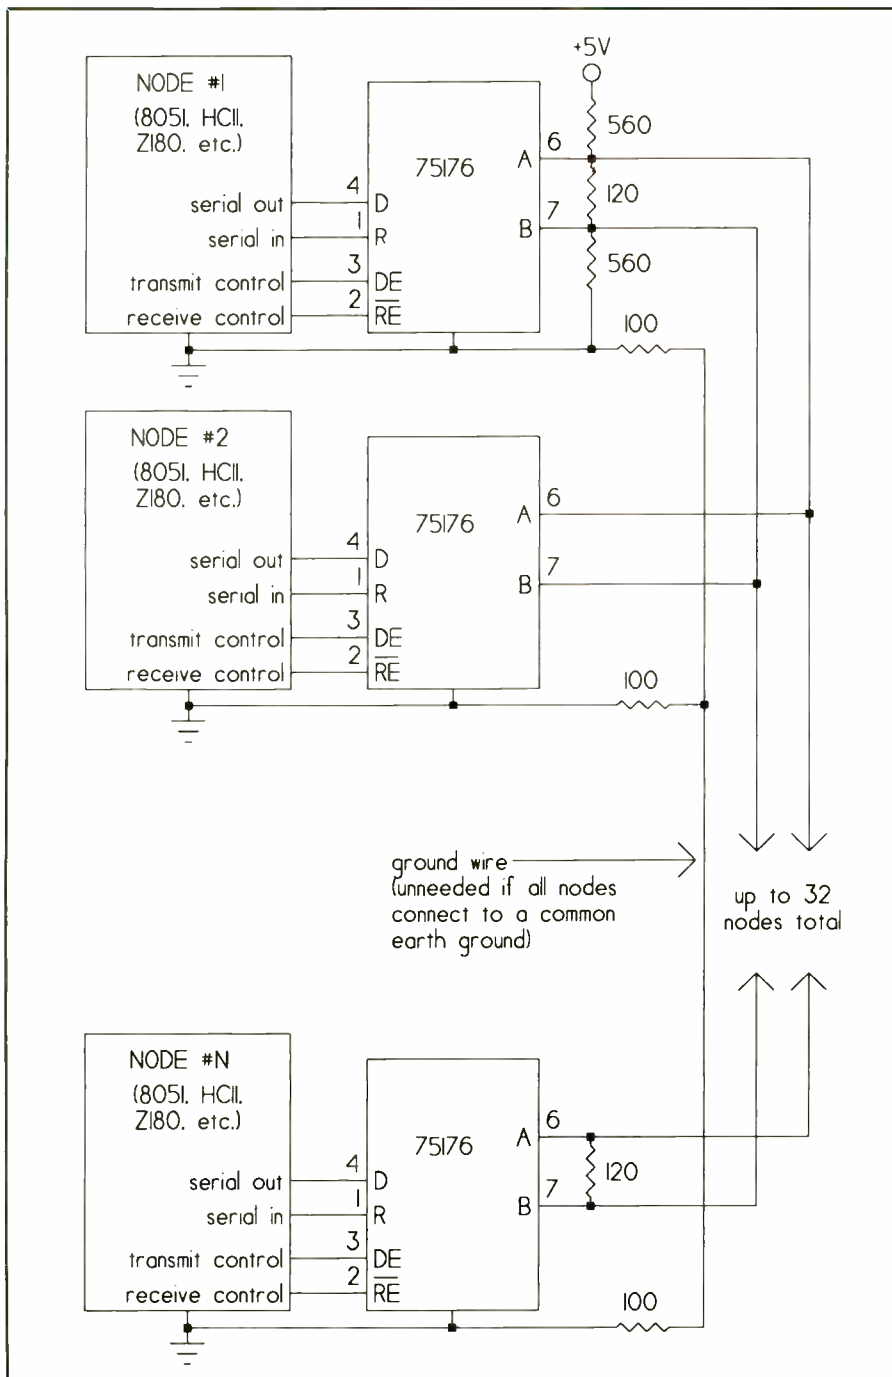 +5V
NODE #1
(8051, HC11,
Z180, etc.)
serial out
serial in
transmit control
receive control
4
1
3
2
D
R
DE
RE
75176
A
B
6
7
560
120
560
100
NODE #2
(8051, HC11,
Z180, etc.)
serial out
serial in
transmit control
receive control
4
1
3
2
D
R
DE
RE
75176
A
B
6
7
100
ground wire
(unneeded if all nodes
connect to a common
earth ground)
up to 32
nodes total
NODE #N
(8051, HC11,
Z180, etc.)
serial out
serial in
transmit control
receive control
4
1
3
2
D
R
DE
RE
75176
A
B
6
7
120
100